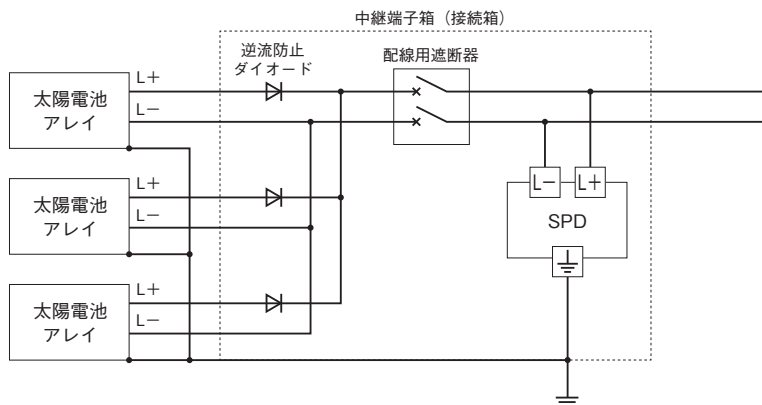 中継端子箱（接続箱）
逆流防止
ダイオード
配線用遮断器
太陽電池
アレイ
L+
L−
太陽電池
アレイ
L+
L−
太陽電池
アレイ
L+
L−
L−
L+
SPD